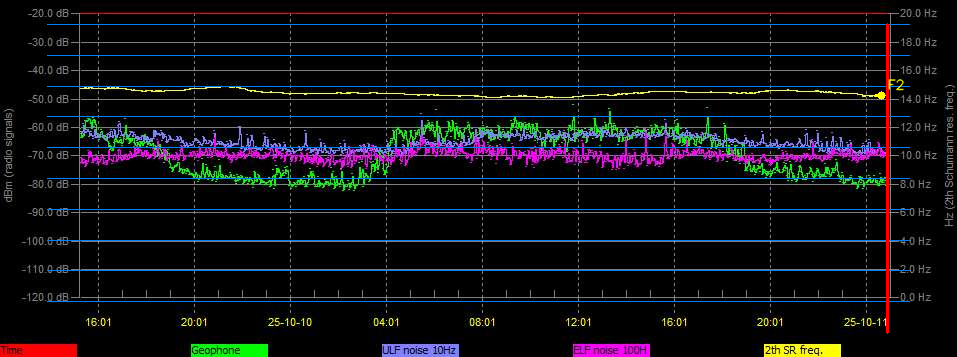 -20.0 dB 20.0 Hz
-30.0 dB 18.0 Hz
-40.0 dB 16.0 Hz
F2
-50.0 dB 14.0 Hz
-60.0 dB 12.0 Hz
-70.0 dB 10.0 Hz
-80.0 dB 8.0 Hz
-90.0 dB 6.0 Hz
-100.0 dB 4.0 Hz
-110.0 dB 2.0 Hz
-120.0 dB 0.0 Hz
dBm (radio signals)
Hz (2th Schumann res. freq.)
16:01 20:01 25-10-10 04:01 08:01 12:01 16:01 20:01 25-10-11
Time Geophone ULF noise 10Hz ELF noise 100H 2th SR freq.